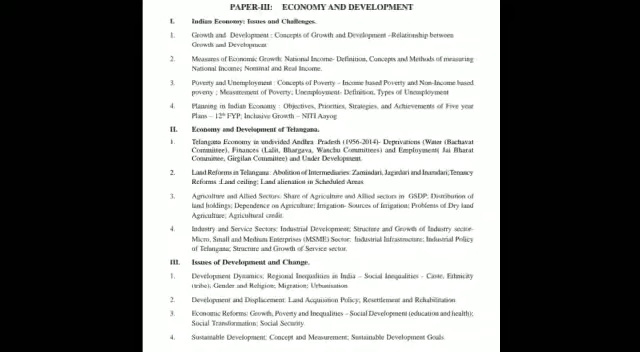 PAPER-III: ECONOMY AND DEVELOPMENT
I. Indian Economy: Issues and Challenges.
1. Growth and Development : Concepts of Growth and Development –Relationship between
Growth and Development
2. Measures of Economic Growth: National Income- Definition, Concepts and Methods of measuring
National Income; Nominal and Real Income.
3. Poverty and Unemployment : Concepts of Poverty – Income based Poverty and Non-Income based
poverty ; Measurement of Poverty; Unemployment- Definition, Types of Unemployment
4. Planning in Indian Economy : Objectives, Priorities, Strategies, and Achievements of Five year
Plans – 12th FYP; Inclusive Growth – NITI Aayog
II. Economy and Development of Telangana.
1. Telangana Economy in undivided Andhra Pradesh (1956-2014)- Deprivations (Water (Bachavat
Committee), Finances (Lalit, Bhargava, Wanchu Committees) and Employment( Jai Bharat
Committee, Girgilan Committee) and Under Development.
2. Land Reforms in Telangana: Abolition of Intermediaries: Zamindari, Jagirdari and Inamdari;Tenancy
Reforms :Land ceiling; Land alienation in Scheduled Areas
3. Agriculture and Allied Sectors: Share of Agriculture and Allied sectors in GSDP; Distribution of
land holdings; Dependence on Agriculture; Irrigation- Sources of Irrigation; Problems of Dry land
Agriculture; Agricultural credit.
4. Industry and Service Sectors: Industrial Development; Structure and Growth of Industry sector-
Micro, Small and Medium Enterprises (MSME) Sector; Industrial Infrastructure; Industrial Policy
of Telangana; Structure and Growth of Service sector.
III. Issues of Development and Change.
1. Development Dynamics: Regional Inequalities in India – Social Inequalities - Caste, Ethnicity
(tribe), Gender and Religion; Migration; Urbanisation
2. Development and Displacement: Land Acquisition Policy; Resettlement and Rehabilitation
3. Economic Reforms: Growth, Poverty and Inequalities – Social Development (education and health);
Social Transformation; Social Security.
4. Sustainable Development: Concept and Measurement; Sustainable Development Goals